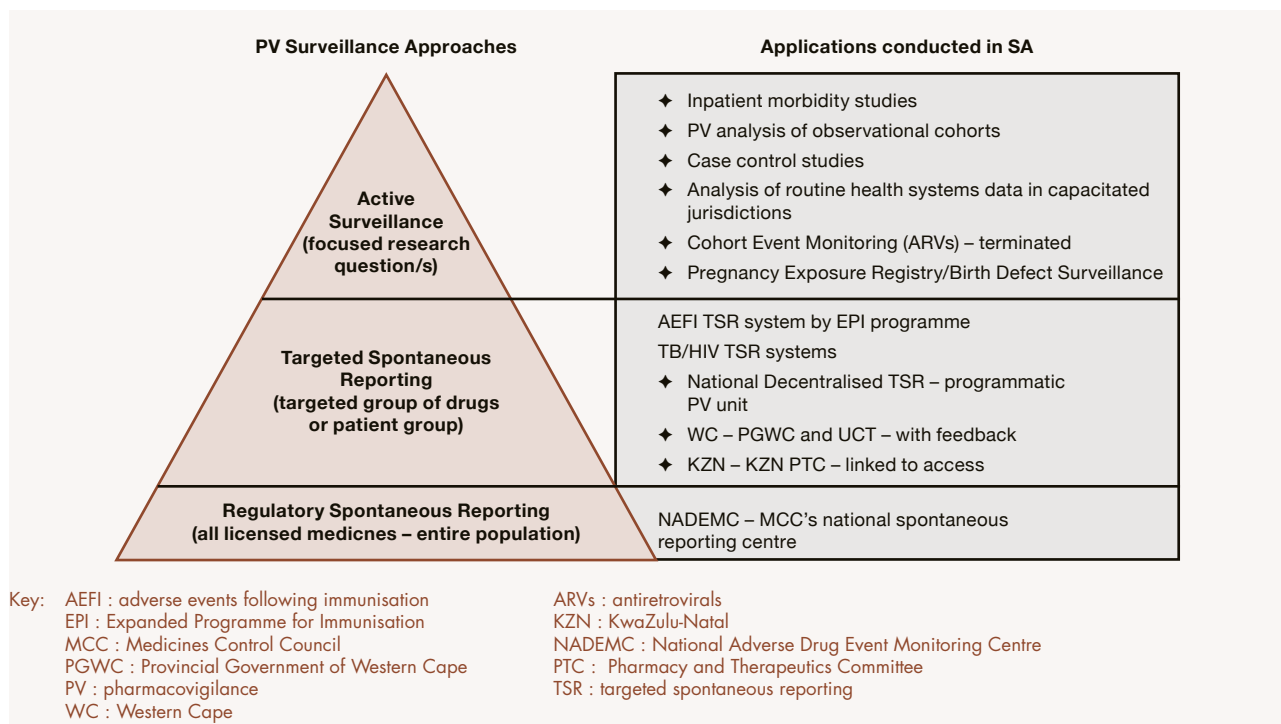 PV Surveillance Approaches
Applications conducted in SA
Active
Surveillance
(focused research
question/s)
✦ Inpatient morbidity studies
✦ PV analysis of observational cohorts
✦ Case control studies
✦ Analysis of routine health systems data in capacitated
jurisdictions
✦ Cohort Event Monitoring (ARVs) – terminated
✦ Pregnancy Exposure Registry/Birth Defect Surveillance
Targeted Spontaneous
Reporting
(targeted group of drugs
or patient group)
AEFI TSR system by EPI programme
TB/HIV TSR systems
✦ National Decentralised TSR – programmatic
PV unit
✦ WC – PGWC and UCT – with feedback
✦ KZN – KZN PTC – linked to access
Regulatory Spontaneous Reporting
(all licensed medicnes – entire population)
NADEMC – MCC's national spontaneous
reporting centre
Key: AEFI : adverse events following immunisation
EPI : Expanded Programme for Immunisation
MCC : Medicines Control Council
PGWC : Provincial Government of Western Cape
PV : pharmacovigilance
WC : Western Cape
ARVs : antiretrovirals
KZN : KwaZulu-Natal
NADEMC : National Adverse Drug Event Monitoring Centre
PTC : Pharmacy and Therapeutics Committee
TSR : targeted spontaneous reporting